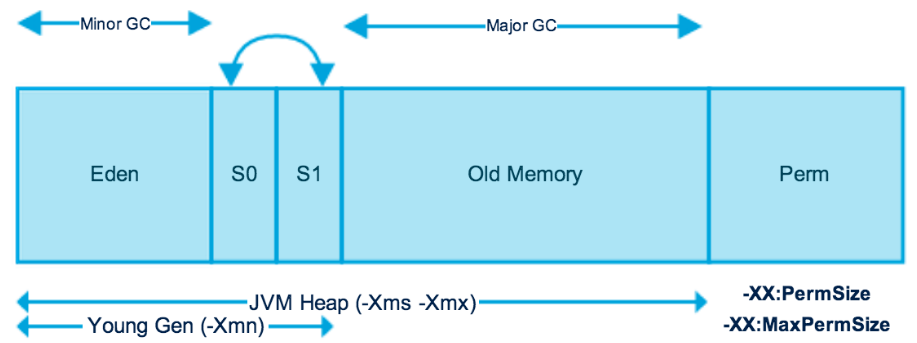 Minor GC
Major GC
Eden
S0
S1
Old Memory
Perm
JVM Heap (-Xms -Xmx)
Young Gen (-Xmn)
-XX:PermSize
-XX:MaxPermSize